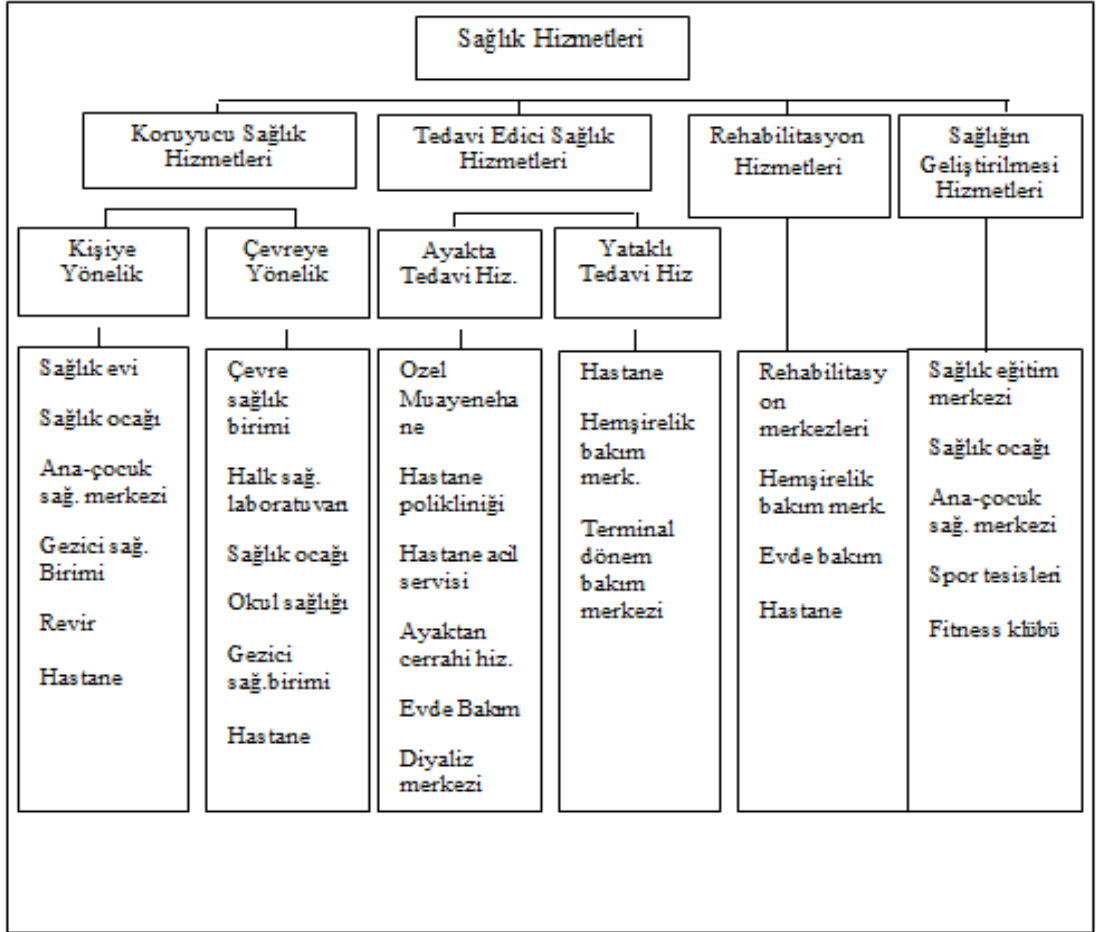 Sağlık Hizmetleri
Koruyucu Sağlık
Hizmetleri
Tedavi Edici Sağlık
Hizmetleri
Rehabilitasyon
Hizmetleri
Sağlığın
Geliştirilmesi
Hizmetleri
Kişiye
Yönelik
Çevreye
Yönelik
Ayakta
Tedavi Hiz.
Yataklı
Tedavi Hiz
Sağlık evi
Sağlık ocağı
Ana-çocuk
sağ. merkezi
Gezici sağ.
Birimi
Revir
Hastane
Çevre
sağlık
birimi
Halk sağ.
laboratuvan
Sağlık ocağı
Okul sağlığı
Gezici
sağ.birimi
Hastane
Ozel
Muayeneha
ne
Hastane
polikliniği
Hastane acil
servisi
Ayaktan
cerrahi hiz.
Evde Bakım
Diyaliz
merkezi
Hastane
Hemşirelik
bakım
merk.
Terminal
dönem
bakım
merkezi
Rehabilitasy
on
merkezleri
Hemşirelik
bakım merk.
Evde bakım
Hastane
Sağlık eğitim
merkezi
Sağlık ocağı
Ana-çocuk
sağ. merkezi
Spor tesisleri
Fitness klübü